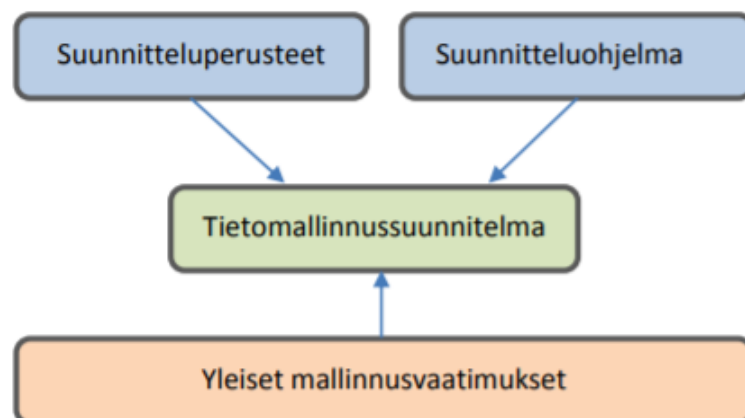 Suunnitteluperusteet
Suunnitteluohjelma
Tietomallinnussuunnitelma
Yleiset mallinnusvaatimukset